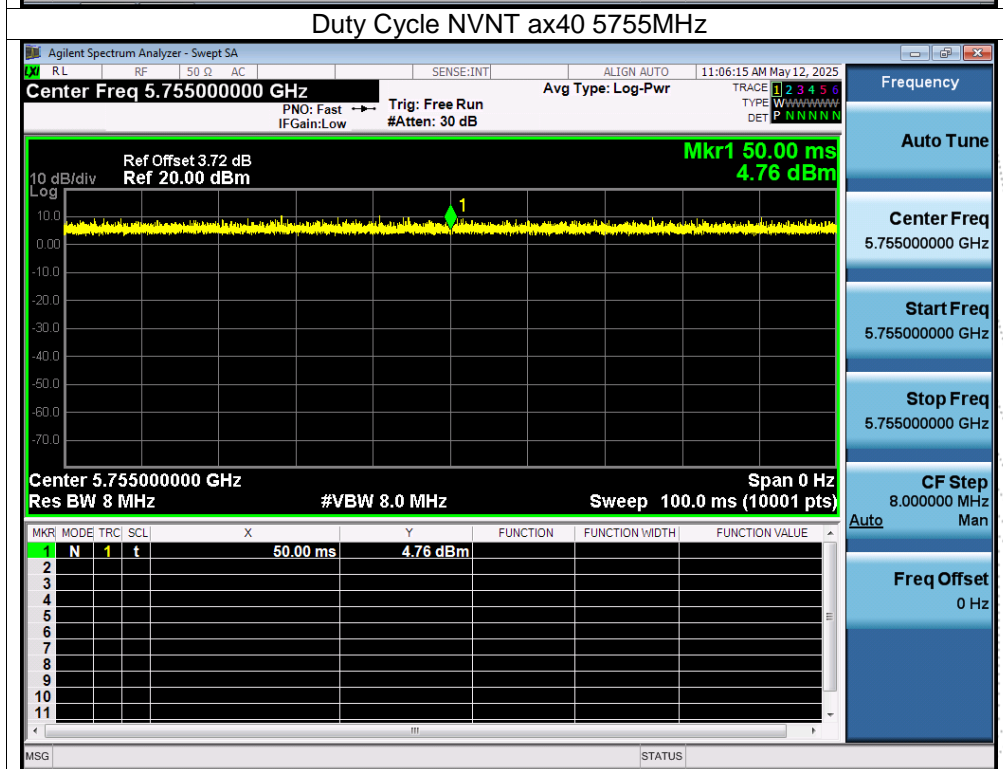 Duty Cycle NVNT ax40 5755MHz
Agilent Spectrum Analyzer - Swept SA
LXI RL RF 50 Ω AC SENSE:INT ALIGN AUTO 11:06:15 AM May 12, 2025
Center Freq 5.755000000 GHz
PNO: Fast
IFGain:Low
Trig: Free Run
#Atten: 30 dB
Avg Type: Log-Pwr
TRACE 1 2 3 4 5 6
TYPE WWWWWWW
DET P N N N N N
Frequency
Auto Tune
Center Freq
5.755000000 GHz
Start Freq
5.755000000 GHz
Stop Freq
5.755000000 GHz
CF Step
8.000000 MHz
Auto Man
Freq Offset
0 Hz
Mkr1 50.00 ms
4.76 dBm
Ref Offset 3.72 dB
10 dB/div Ref 20.00 dBm
Log
1
10.0
0.00
-10.0
-20.0
-30.0
-40.0
-50.0
-60.0
-70.0
Center 5.755000000 GHz Span 0 Hz
Res BW 8 MHz #VBW 8.0 MHz Sweep 100.0 ms (10001 pts)
MKR MODE TRC SCL X Y FUNCTION FUNCTION WIDTH FUNCTION VALUE
1 N 1 t 50.00 ms 4.76 dBm
2
3
4
5
6
7
8
9
10
11
MSG STATUS